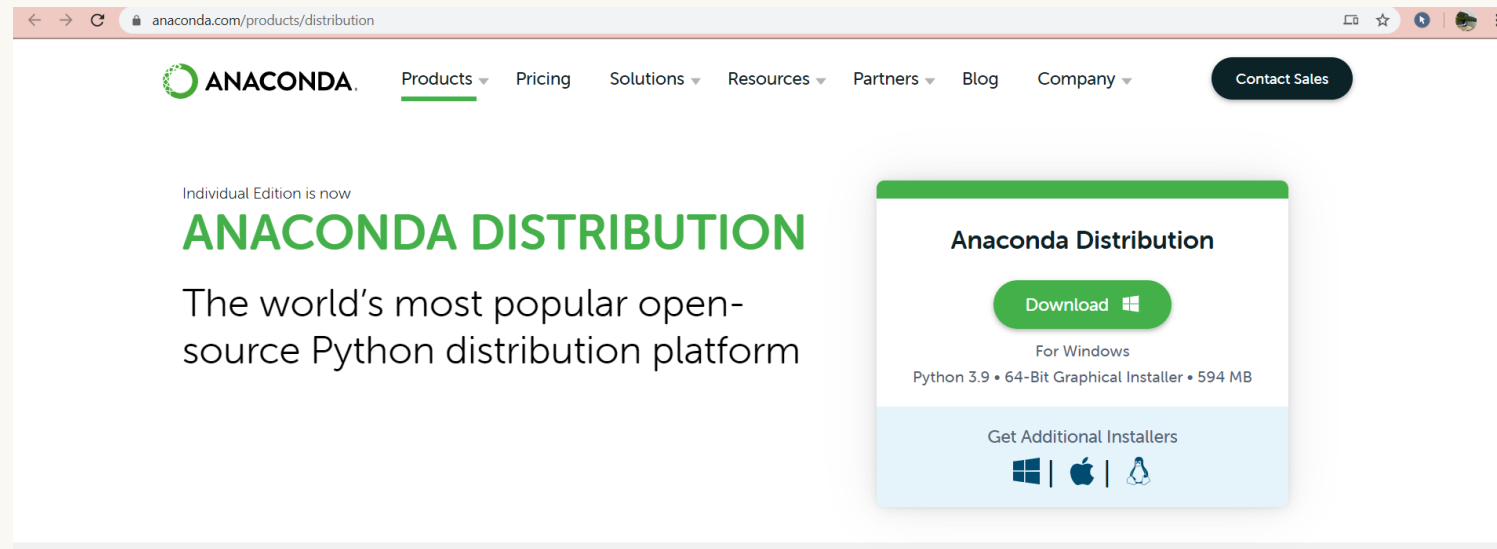 anaconda.com/products/distribution
ANACONDA.
Products
Pricing
Solutions
Resources
Partners
Blog
Company
Contact Sales
Individual Edition is now
ANACONDA DISTRIBUTION
The world's most popular open-
source Python distribution platform
Anaconda Distribution
Download
For Windows
Python 3.9 • 64-Bit Graphical Installer • 594 MB
Get Additional Installers